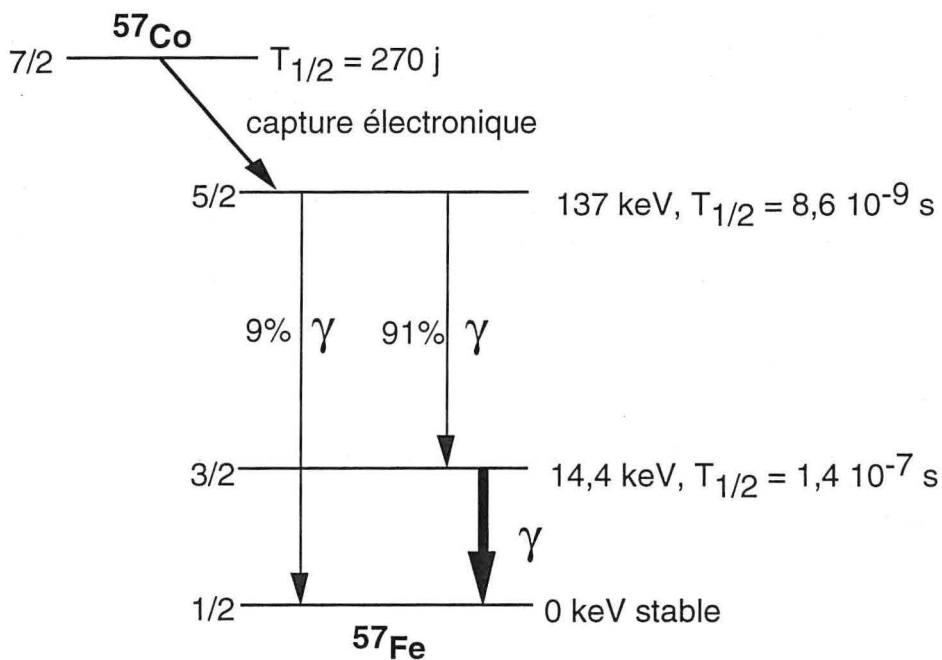 57Co
7/2 T1/2 = 270 j
capture électronique
5/2 137 keV, T1/2 = 8,6 10-9 s
9% γ 91% γ
3/2 14,4 keV, T1/2 = 1,4 10-7 s
γ
1/2 0 keV stable
57Fe